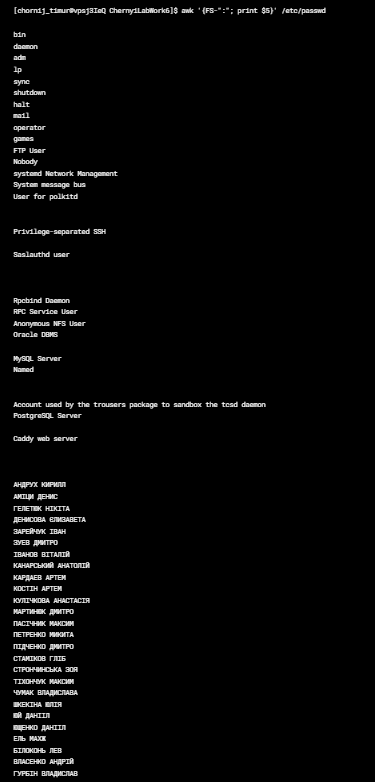 [chornij_timur@vpsj3IeQ ChernyiLabWork6]$ awk '{FS=":"; print $5}' /etc/passwd
bin
daemon
adm
lp
sync
shutdown
halt
mail
operator
games
FTP User
Nobody
systemd Network Management
System message bus
User for polkitd
Privilege-separated SSH
Saslauthd user
Rpcbind Daemon
RPC Service User
Anonymous NFS User
Oracle DBMS
MySQL Server
Named
Account used by the trousers package to sandbox the tcsd daemon
PostgreSQL Server
Caddy web server
АНДРУХ КИРИЛЛ
АМІЦИ ДЕНИС
ГЕЛЕТЮК НІКІТА
ДЕНИСОВА ЄЛИЗАВЕТА
ЗАРЕЙЧУК ІВАН
ЗУЕВ ДМИТРО
ІВАНОВ ВІТАЛІЙ
КАНАРСЬКИЙ АНАТОЛІЙ
КАРДАЕВ АРТЕМ
КОСТІН АРТЕМ
КУЛІЧКОВА АНАСТАСІЯ
МАРТИНЮК ДМИТРО
ПАСІЧНИК МАКСИМ
ПЕТРЕНКО МИКИТА
ПІДЧЕНКО ДМИТРО
СТАМІКОВ ГЛІБ
СТРОНЧИНСЬКА ЗОЯ
ТІХОНЧУК МАКСИМ
ЧУМАК ВЛАДИСЛАВА
ШКЕКІНА ЮЛІЯ
ЮЙ ДАНІІЛ
ЮЩЕНКО ДАНІІЛ
ЕЛЬ МАХЖ
БІЛОКОНЬ ЛЕВ
ВЛАСЕНКО АНДРІЙ
ГУРБІН ВЛАДИСЛАВ